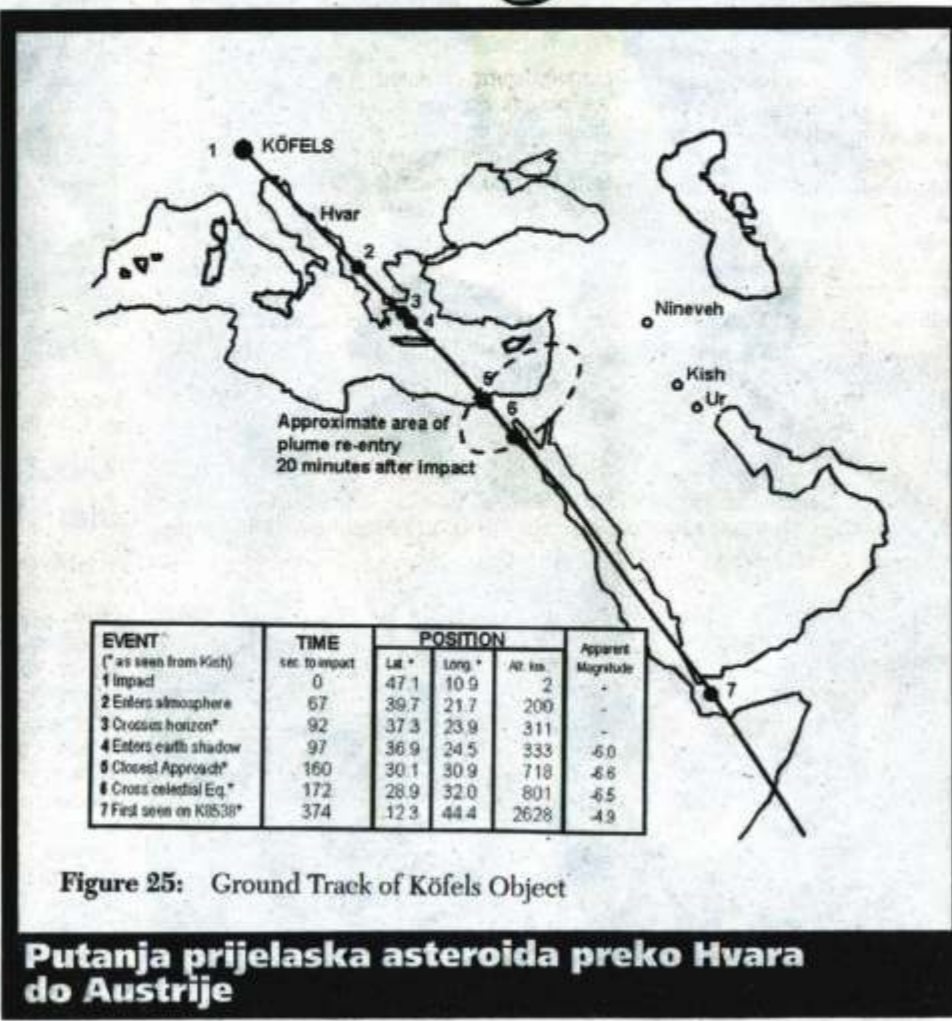 1 KÖFELS
Hvar
2
3
4
Nineveh
Kish
Ur
5
6
Approximate area of
plume re-entry
20 minutes after impact
7
EVENT TIME POSITION Apparent
(* as seen from Kish) sec. to impact Lat. ° Long. ° Alt. km. Magnitude
1 Impact 0 47.1 10.9 2 -
2 Enters atmosphere 67 39.7 21.7 200 -
3 Crosses horizon* 92 37.3 23.9 311 -
4 Enters earth shadow 97 36.9 24.5 333 -6.0
5 Closest Approach* 160 30.1 30.9 718 -6.6
6 Cross celestial Eq.* 172 28.9 32.0 801 -6.5
7 First seen on K8538* 374 12.3 44.4 2628 -4.9
Figure 25: Ground Track of Köfels Object
Putanja prijelaska asteroida preko Hvara
do Austrije